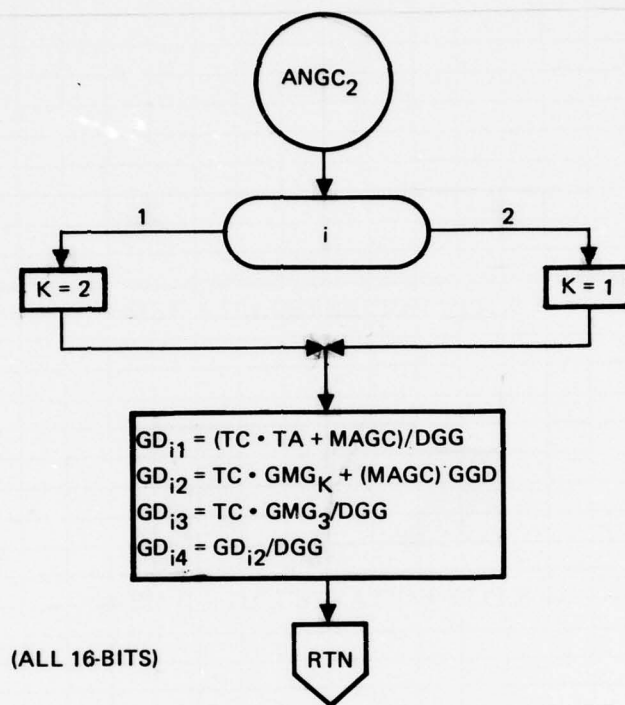 ANGC2
1
i
2
K = 2
K = 1
GDi1 = (TC • TA + MAGC)/DGG
GDi2 = TC • GMGK + (MAGC) GGD
GDi3 = TC • GMG3/DGG
GDi4 = GDi2/DGG
(ALL 16-BITS)
RTN